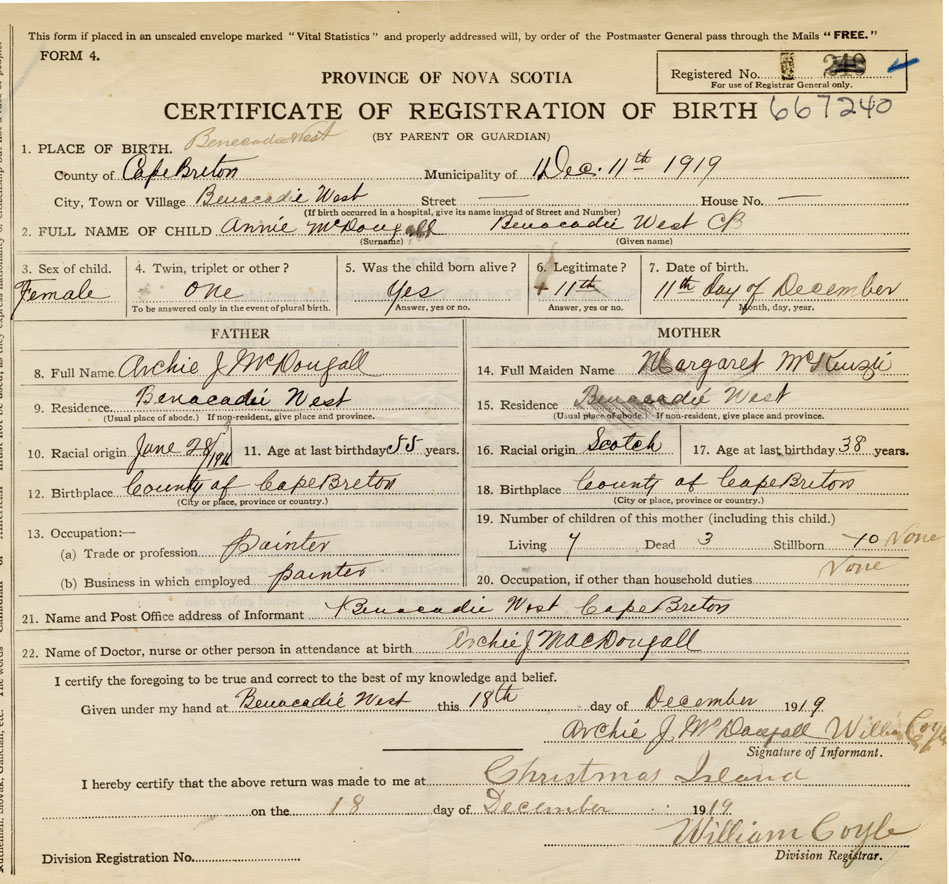 This form if placed in an unsealed envelope marked "Vital Statistics" and properly addressed will, by order of the Postmaster General pass through the Mails "FREE."
FORM 4.
Registered No. 240
For use of Registrar General only.
PROVINCE OF NOVA SCOTIA
CERTIFICATE OF REGISTRATION OF BIRTH 667240
(BY PARENT OR GUARDIAN)
1. PLACE OF BIRTH. Benacadie West
County of Cape Breton Municipality of Dec. 11th 1919
City, Town or Village Benacadie West Street — House No. —
(If birth occurred in a hospital, give its name instead of Street and Number)
2. FULL NAME OF CHILD Annie McDougall Benacadie West CB
(Surname) (Given name)
3. Sex of child. 4. Twin, triplet or other? 5. Was the child born alive? 6. Legitimate? 7. Date of birth.
Female one Yes 11th 11th day of December
To be answered only in the event of plural birth. Answer, yes or no. Answer, yes or no. Month, day, year.
FATHER
8. Full Name Archie J McDougall
9. Residence. Benacadie West
(Usual place of abode.) If non-resident, give place and province.
10. Racial origin June 28/ 11. Age at last birthday 55 years.
12. Birthplace County of Cape Breton
(City or place, province or country.)
13. Occupation:—
(a) Trade or profession painter
(b) Business in which employed painter
MOTHER
14. Full Maiden Name Margaret McKinzie
15. Residence Benacadie West
(Usual place of abode.) If non-resident, give place and province.
16. Racial origin Scotch 17. Age at last birthday 38 years.
18. Birthplace County of Cape Breton
(City or place, province or country.)
19. Number of children of this mother (including this child.)
Living 7 Dead 3 Stillborn 10 None
20. Occupation, if other than household duties. None
21. Name and Post Office address of Informant Benacadie West Cape Breton
22. Name of Doctor, nurse or other person in attendance at birth Archie J MacDougall
I certify the foregoing to be true and correct to the best of my knowledge and belief.
Given under my hand at Benacadie West this 18th day of December 1919
Archie J McDougall William Coyle
Signature of Informant.
I hereby certify that the above return was made to me at Christmas Island
on the 18 day of December 1919
William Coyle
Division Registration No. Division Registrar.